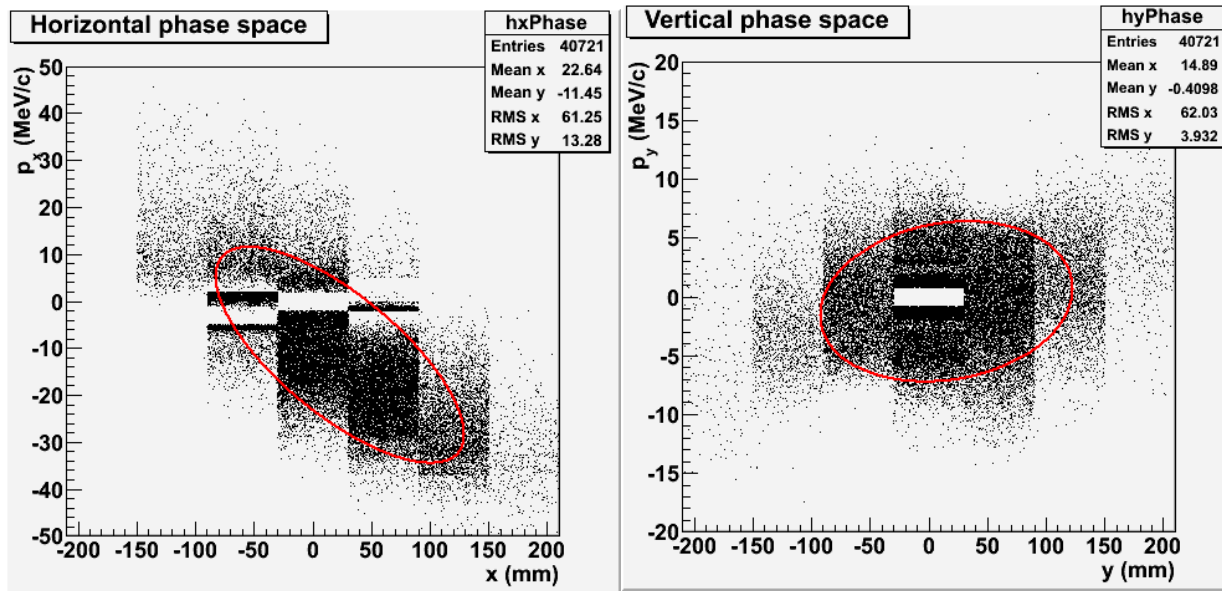 Horizontal phase space
hxPhase
Entries 40721
Mean x 22.64
Mean y -11.45
RMS x 61.25
RMS y 13.28
p_x (MeV/c)
50
40
30
20
10
0
-10
-20
-30
-40
-50
-200 -150 -100 -50 0 50 100 150 200
x (mm)
Vertical phase space
hyPhase
Entries 40721
Mean x 14.89
Mean y -0.4098
RMS x 62.03
RMS y 3.932
p_y (MeV/c)
20
15
10
5
0
-5
-10
-15
-20
-200 -150 -100 -50 0 50 100 150 200
y (mm)